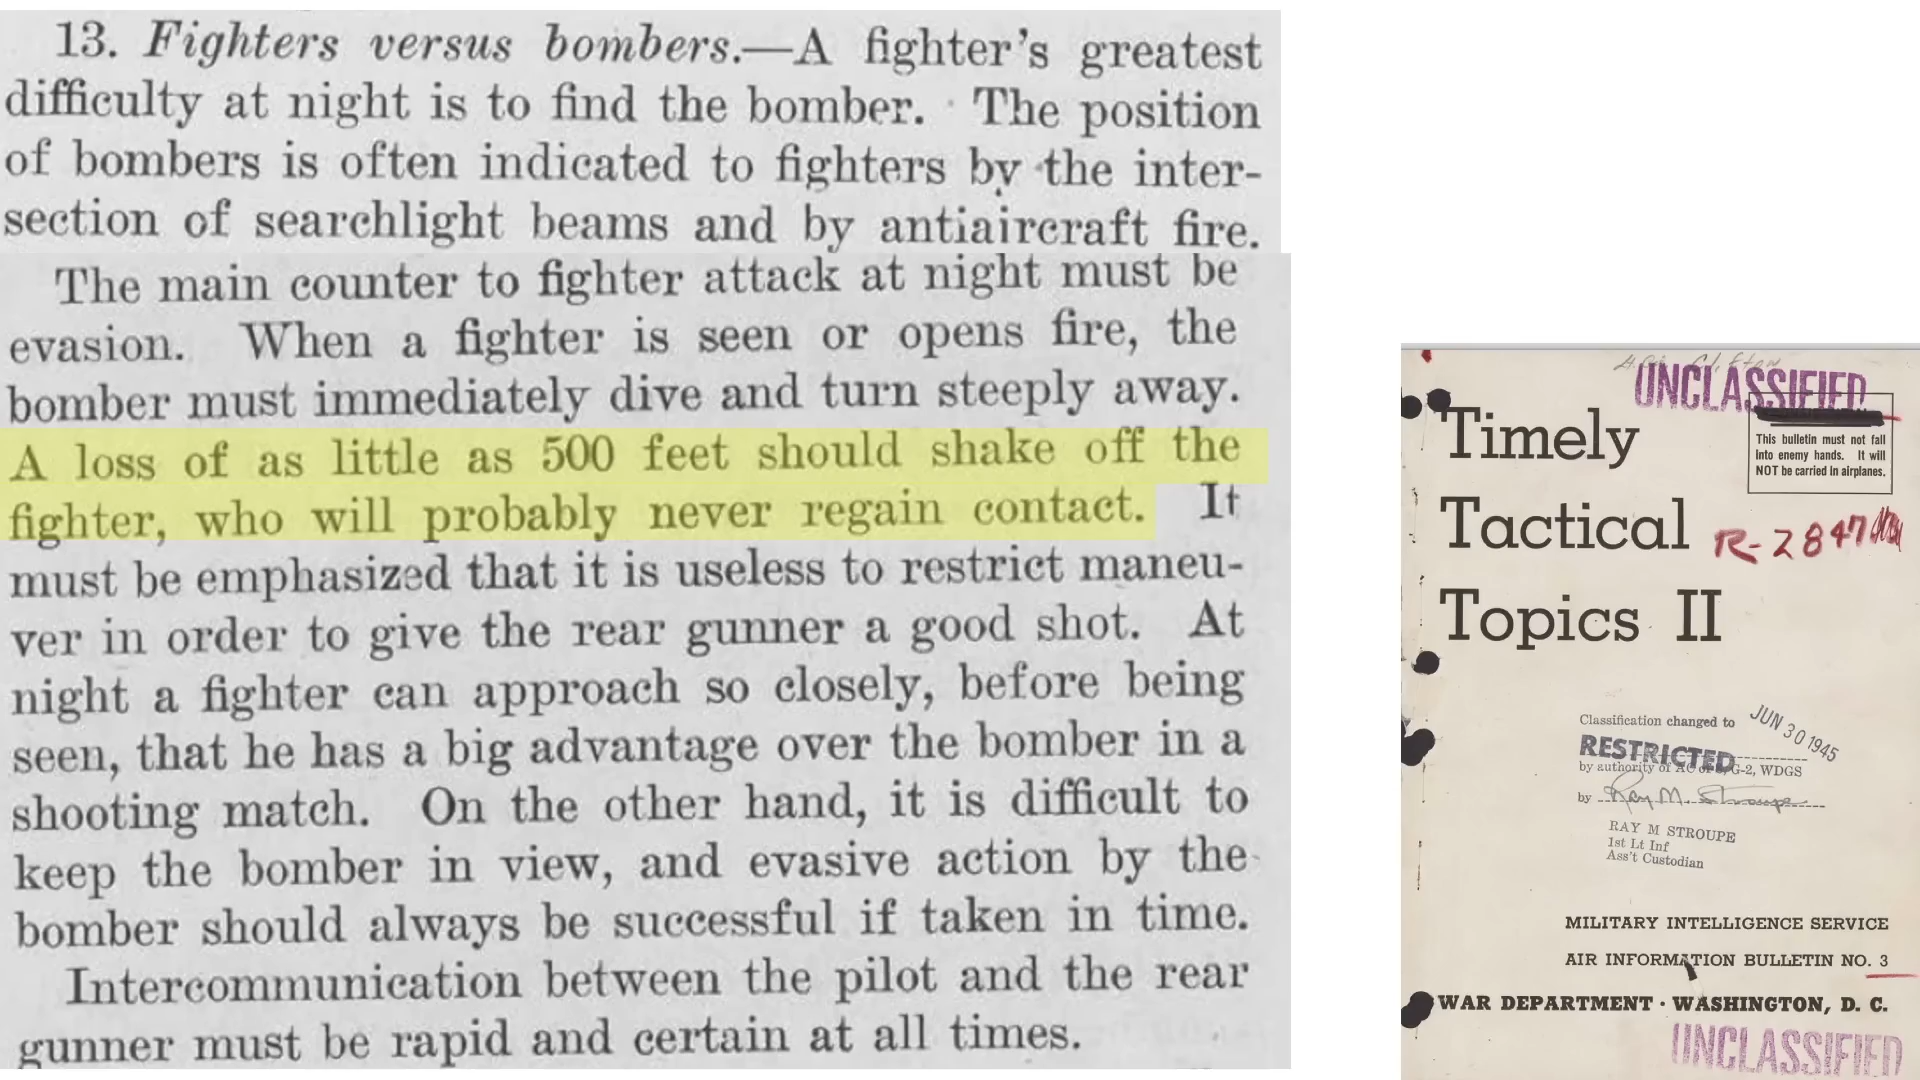 13. Fighters versus bombers.—A fighter's greatest
difficulty at night is to find the bomber. The position
of bombers is often indicated to fighters by the inter-
section of searchlight beams and by antiaircraft fire.
The main counter to fighter attack at night must be
evasion. When a fighter is seen or opens fire, the
bomber must immediately dive and turn steeply away.
A loss of as little as 500 feet should shake off the
fighter, who will probably never regain contact. It
must be emphasized that it is useless to restrict maneu-
ver in order to give the rear gunner a good shot. At
night a fighter can approach so closely, before being
seen, that he has a big advantage over the bomber in a
shooting match. On the other hand, it is difficult to
keep the bomber in view, and evasive action by the
bomber should always be successful if taken in time.
Intercommunication between the pilot and the rear
gunner must be rapid and certain at all times.
UNCLASSIFIED
This bulletin must not fall
into enemy hands. It will
NOT be carried in airplanes.
Timely
Tactical
Topics II
R-2847
Classification changed to
JUN 30 1945
RESTRICTED
by authority of AC of S, G-2, WDGS
by Ray M. Stroupe
RAY M STROUPE
1st Lt Inf
Ass't Custodian
MILITARY INTELLIGENCE SERVICE
AIR INFORMATION BULLETIN NO. 3
WAR DEPARTMENT · WASHINGTON, D. C.
UNCLASSIFIED